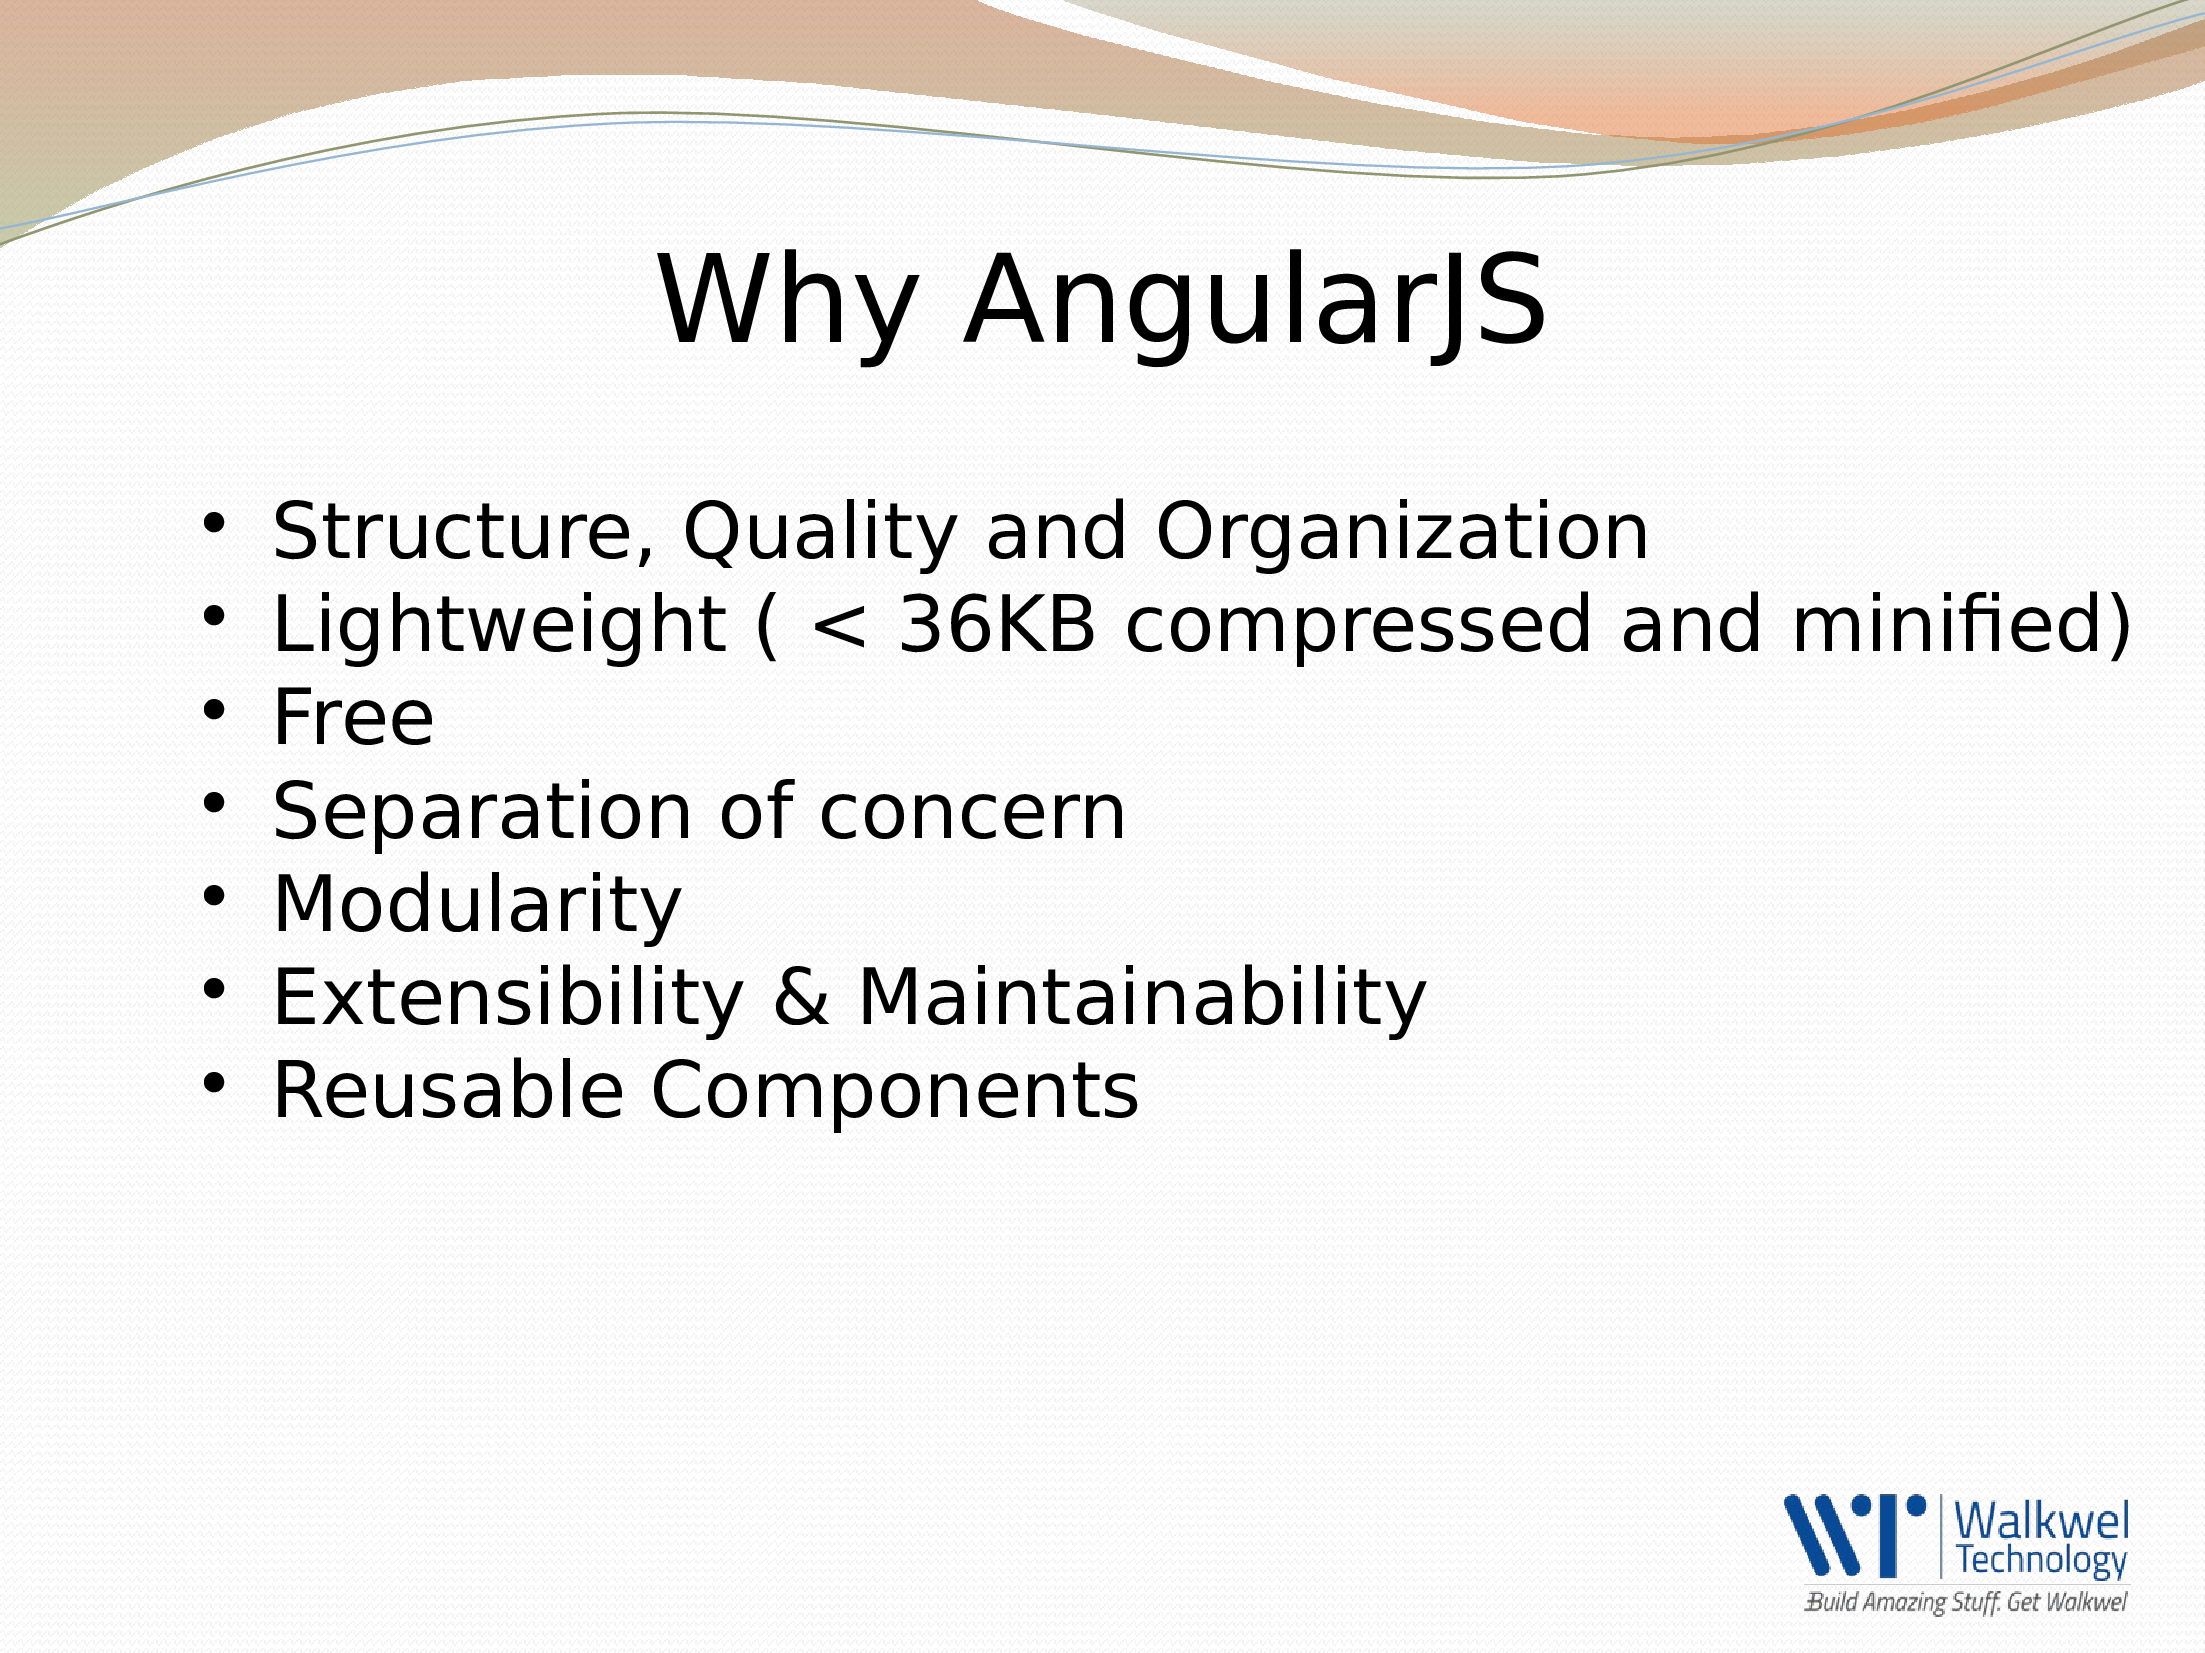 Why AngularJS
• Structure, Quality and Organization
• Lightweight ( < 36KB compressed and minified)
• Free
• Separation of concern
• Modularity
• Extensibility & Maintainability
• Reusable Components
WT Walkwel
Technology
Build Amazing Stuff. Get Walkwel